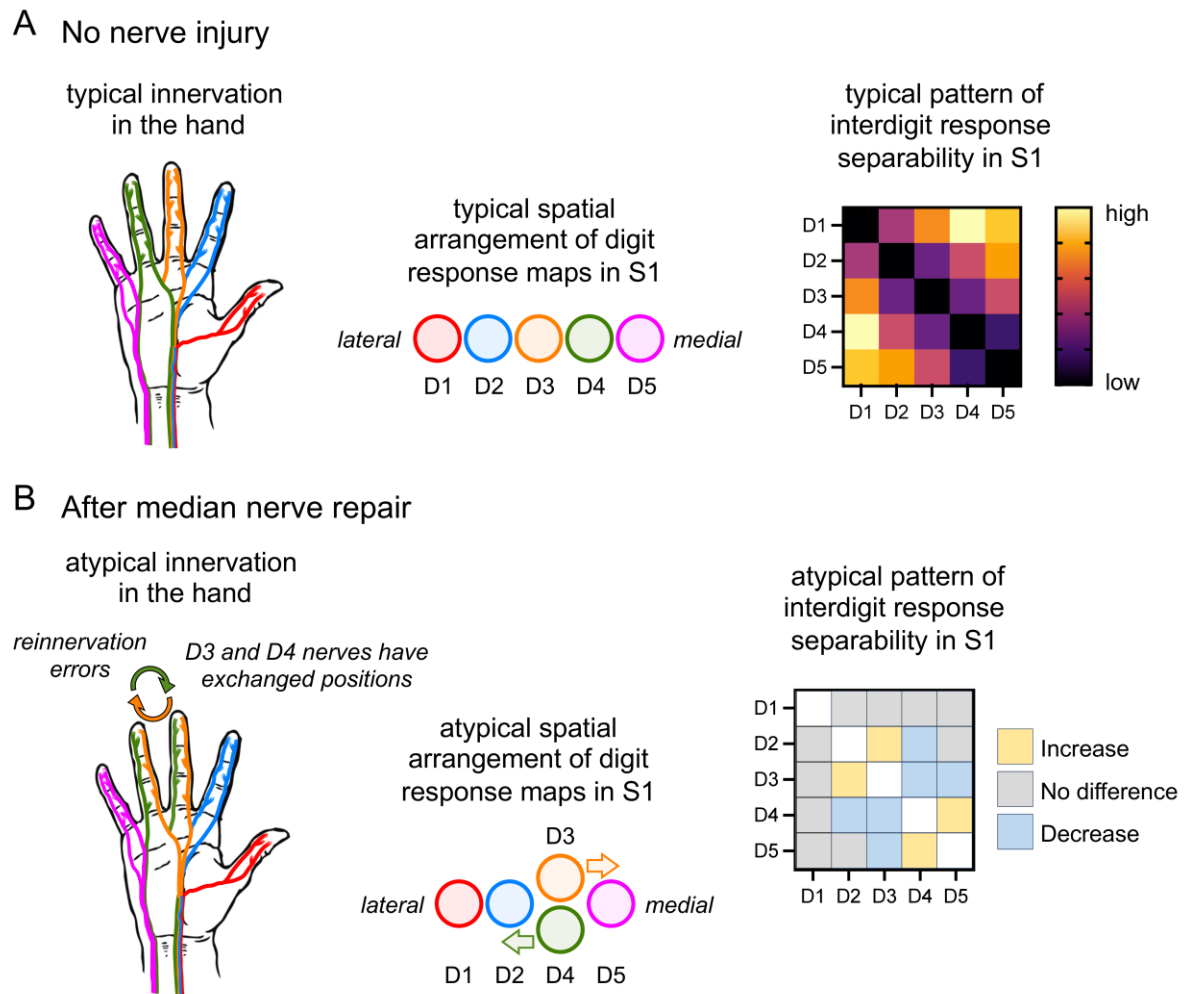 A
No nerve injury
typical innervation
in the hand
typical spatial
arrangement of digit
response maps in S1
lateral
medial
D1 D2 D3 D4 D5
typical pattern of
interdigit response
separability in S1
D1
D2
D3
D4
D5
D1 D2 D3 D4 D5
high
low
B
After median nerve repair
atypical innervation
in the hand
reinnervation
errors
D3 and D4 nerves have
exchanged positions
atypical spatial
arrangement of digit
response maps in S1
D3
lateral
medial
D1 D2 D4 D5
atypical pattern of
interdigit response
separability in S1
D1
D2
D3
D4
D5
D1 D2 D3 D4 D5
Increase
No difference
Decrease